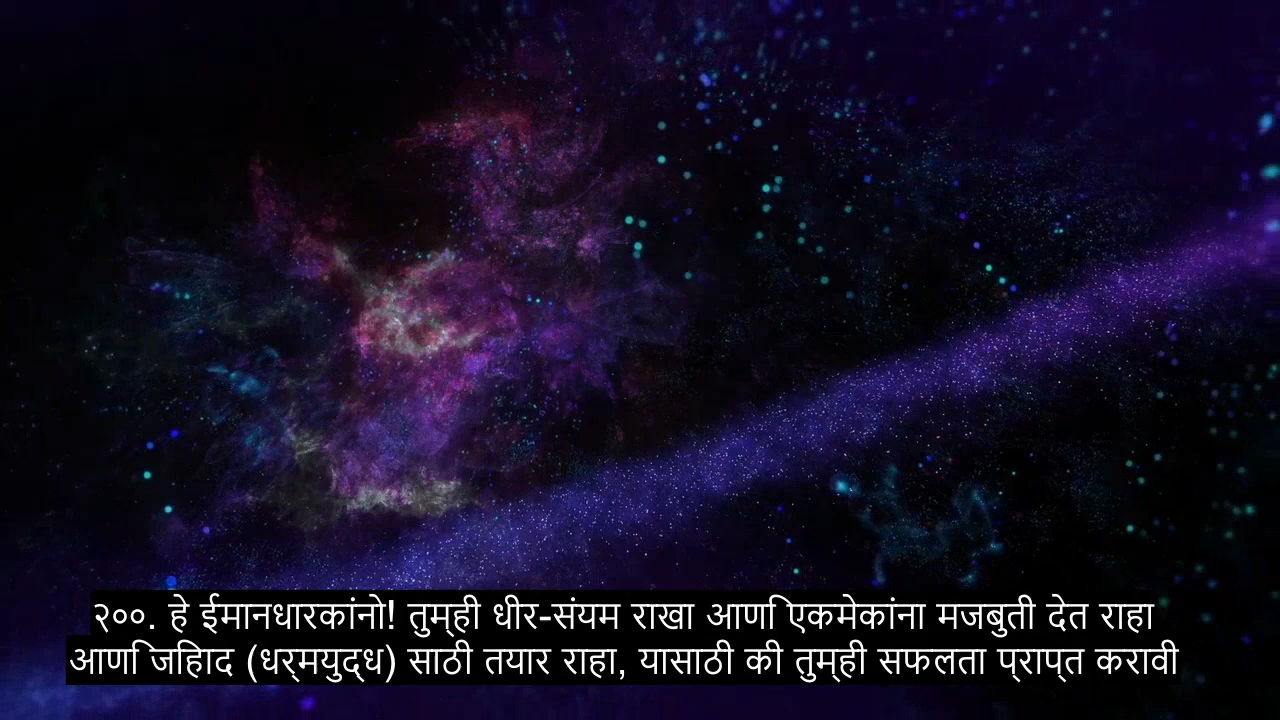 २००. हे ईमानधारकांनो! तुम्ही धीर-संयम राखा आणि एकमेकांना मजबुती देत राहा
आणि जिहाद (धर्मयुद्ध) साठी तयार राहा, यासाठी की तुम्ही सफलता प्राप्त करावी